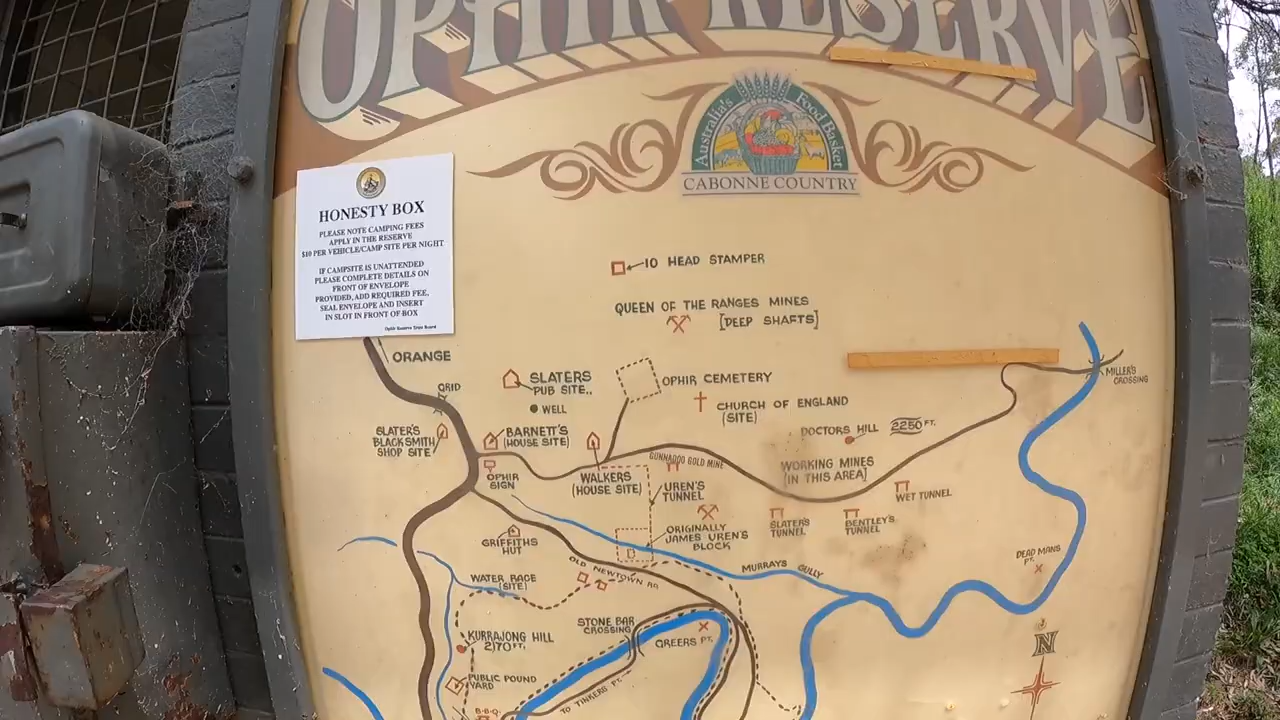 OPHIR RESERVE
Australia's Food Basket
CABONNE COUNTRY
HONESTY BOX
PLEASE NOTE CAMPING FEES
APPLY IN THE RESERVE
$10 PER VEHICLE/CAMP SITE PER NIGHT
IF CAMPSITE IS UNATTENDED
PLEASE COMPLETE DETAILS ON
FRONT OF ENVELOPE
PROVIDED, ADD REQUIRED FEE,
SEAL ENVELOPE AND INSERT
IN SLOT IN FRONT OF BOX
Ophir Reserve Trust Board
10 HEAD STAMPER
QUEEN OF THE RANGES MINES
[DEEP SHAFTS]
ORANGE
GRID
SLATERS
PUB SITE..
WELL
OPHIR CEMETERY
CHURCH OF ENGLAND
(SITE)
MILLER'S
CROSSING
SLATER'S
BLACKSMITH
SHOP SITE
BARNETT'S
(HOUSE SITE)
DOCTORS HILL
2250 FT.
OPHIR
SIGN
WALKERS
(HOUSE SITE)
GUNNADOO GOLD MINE
WORKING MINES
(IN THIS AREA)
UREN'S
TUNNEL
WET TUNNEL
SLATER'S
TUNNEL
BENTLEY'S
TUNNEL
ORIGINALLY
JAMES UREN'S
BLOCK
GRIFFITHS
HUT
OLD NEWTOWN RD
MURRAYS GULLY
DEAD MANS
PT.
WATER RACE
(SITE)
STONE BAR
CROSSING
GREERS PT.
N
KURRAJONG HILL
2170 FT.
PUBLIC POUND
YARD
TO TINKERS PT.
B-B-Q.